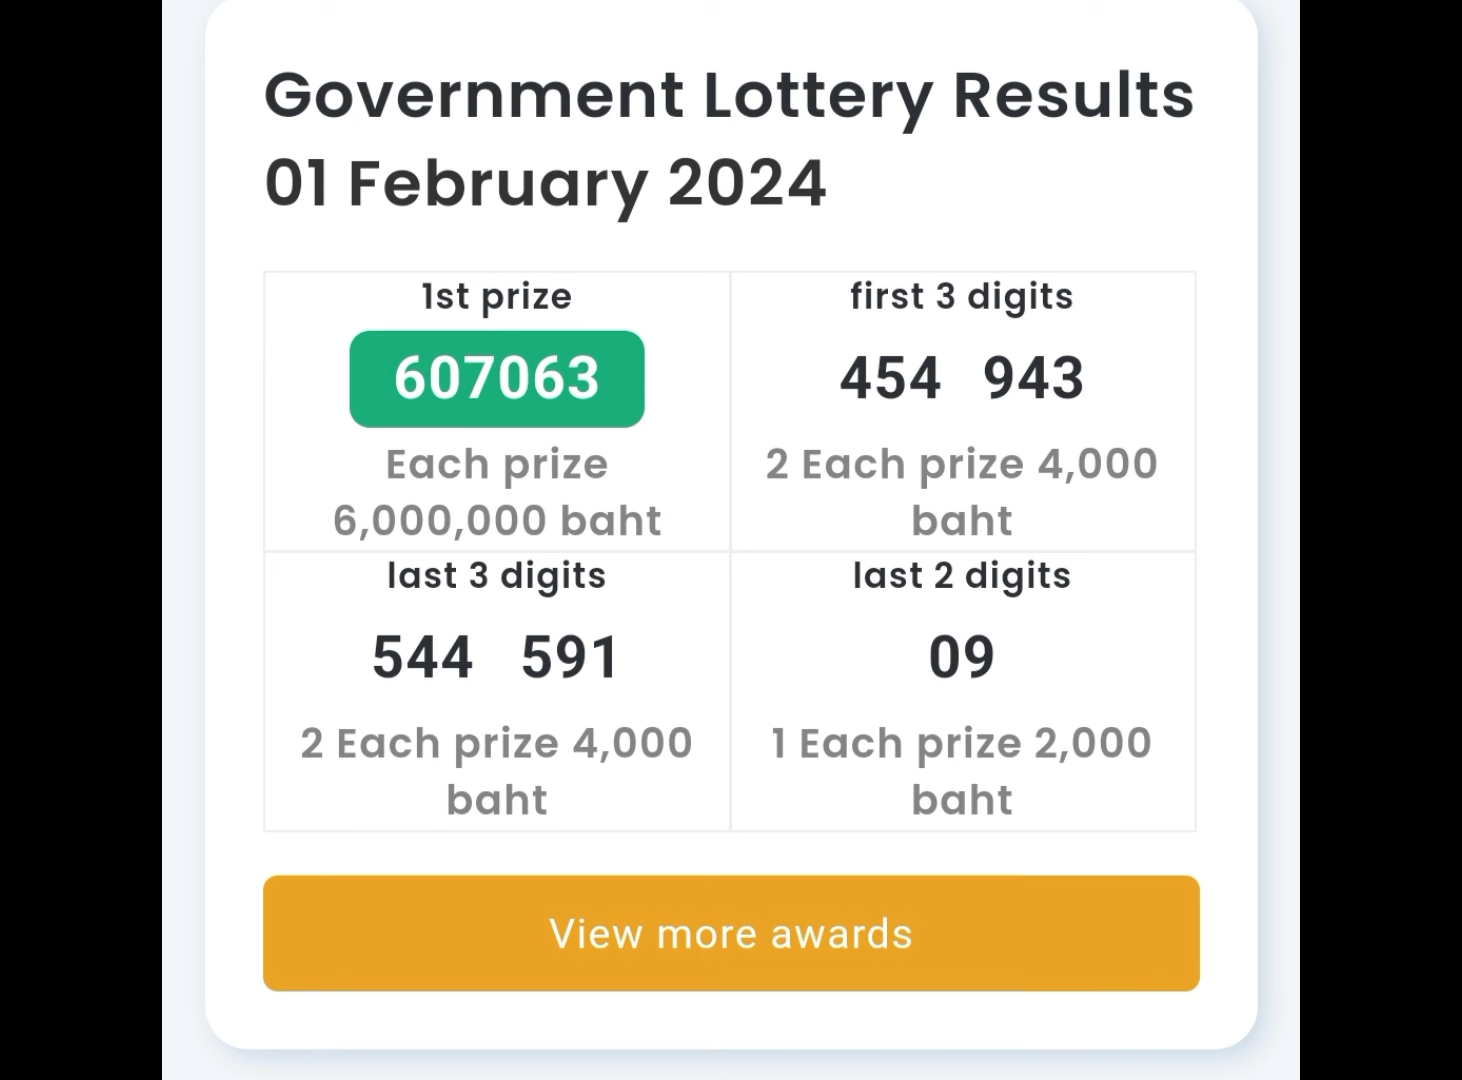 Government Lottery Results
01 February 2024
1st prize
607063
Each prize
6,000,000 baht
first 3 digits
454 943
2 Each prize 4,000
baht
last 3 digits
544 591
2 Each prize 4,000
baht
last 2 digits
09
1 Each prize 2,000
baht
View more awards